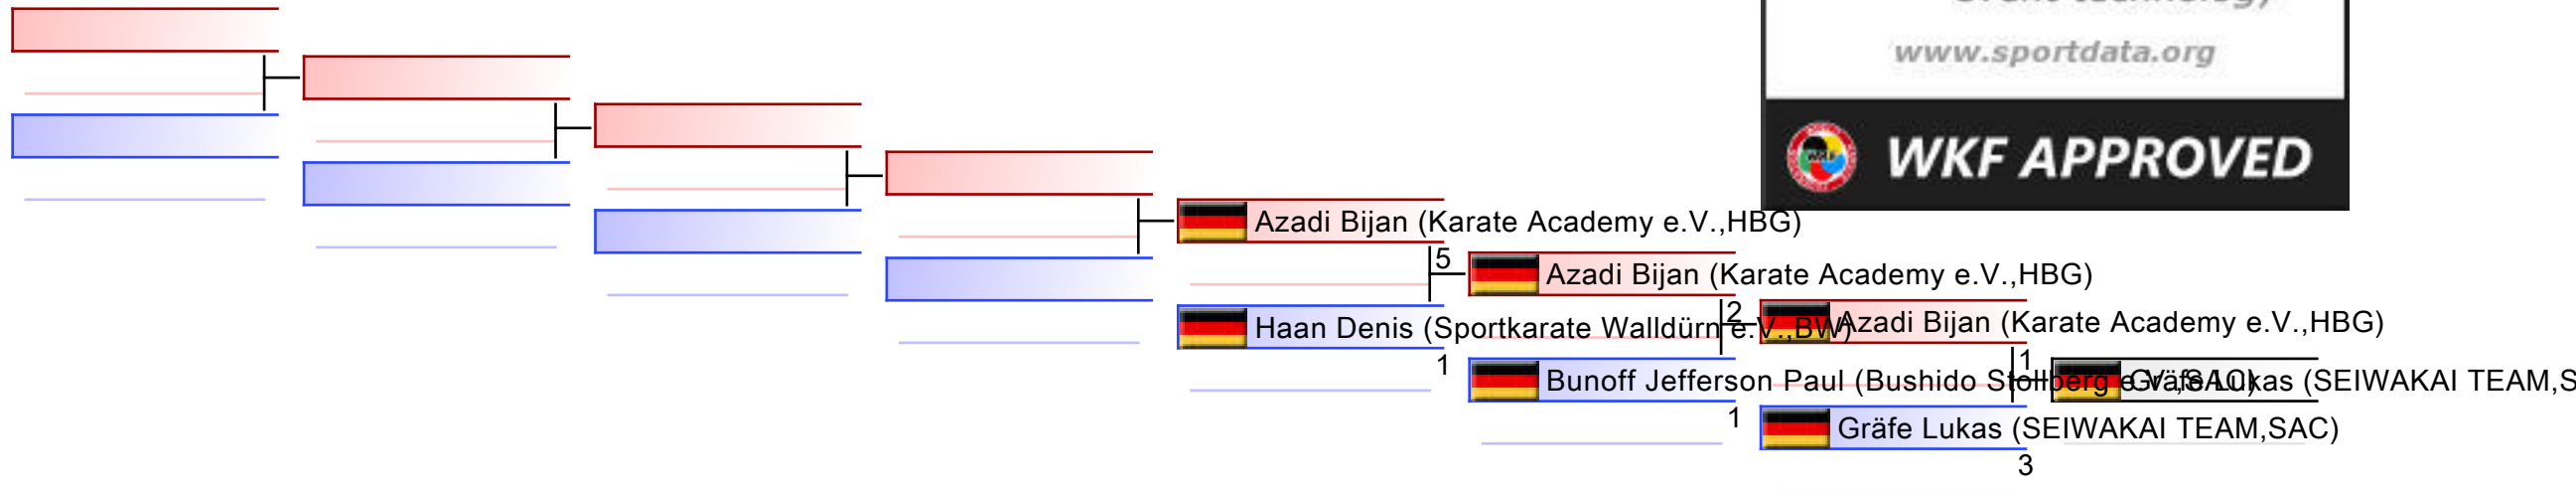 www.sportdata.org
WKF APPROVED
Azadi Bijan (Karate Academy e.V.,HBG)
5
Azadi Bijan (Karate Academy e.V.,HBG)
Haan Denis (Sportkarate Walldürn e.V.,BW)
2
Azadi Bijan (Karate Academy e.V.,HBG)
1
1
Bunoff Jefferson Paul (Bushido Stollberg e.V.,SAC)
Gräfe Lukas (SEIWAKAI TEAM,S
1
Gräfe Lukas (SEIWAKAI TEAM,SAC)
3